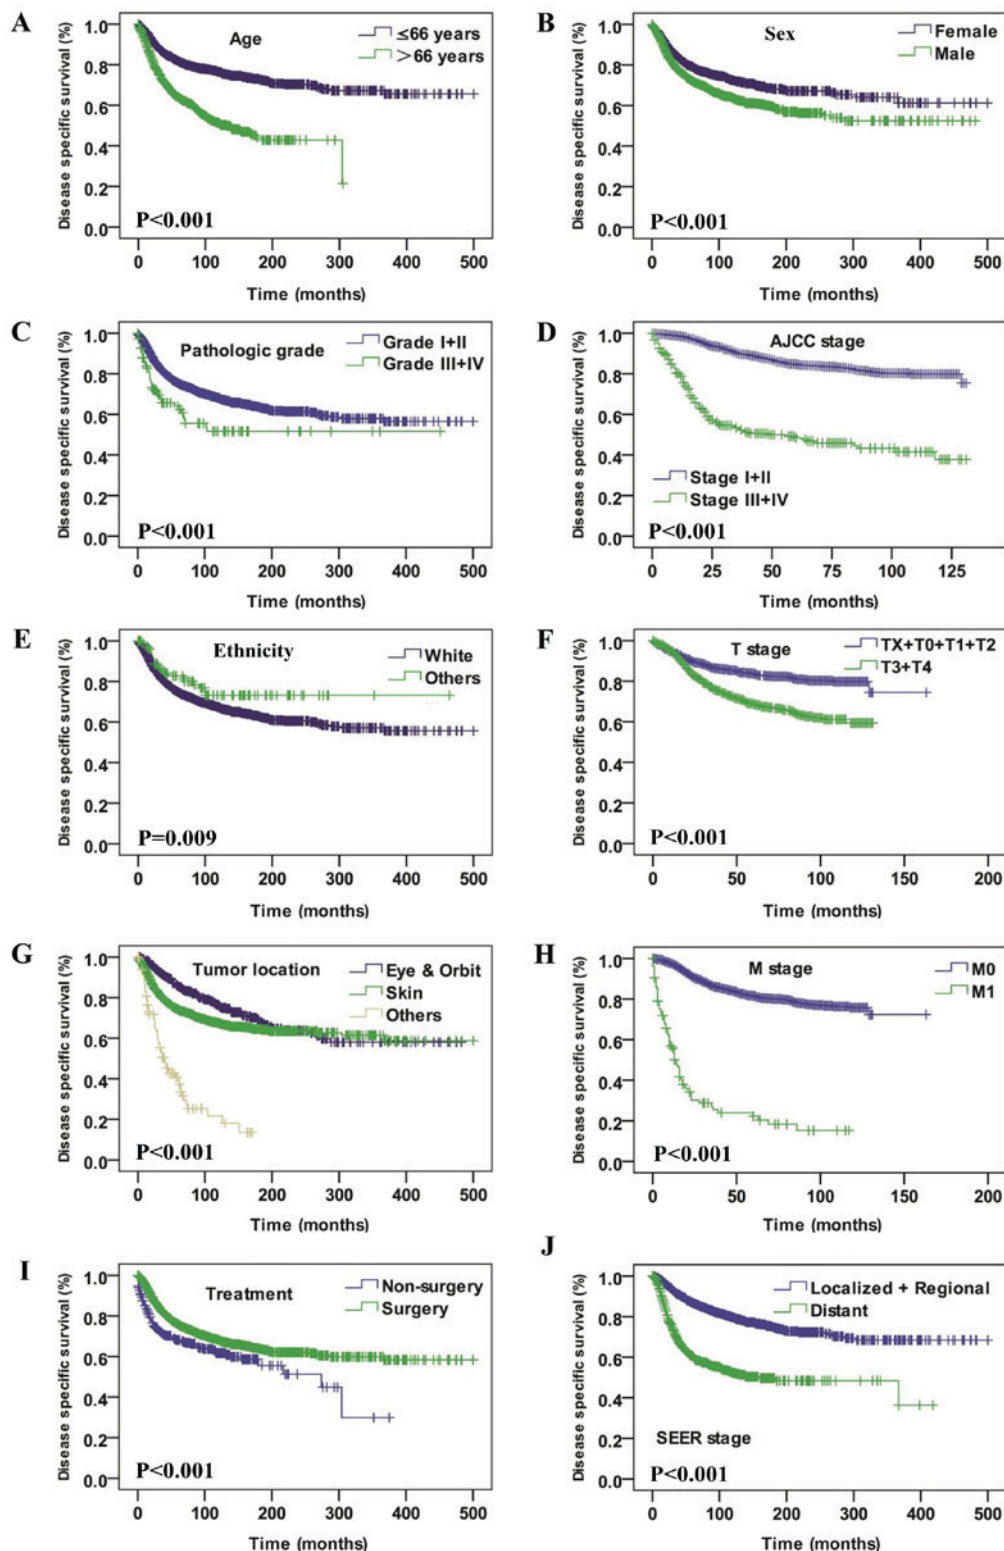 A
Disease specific survival (%)
1.0
0.8
0.6
0.4
0.2
0.0
Age
≤66 years
>66 years
P<0.001
0 100 200 300 400 500
Time (months)
B
Disease specific survival (%)
1.0
0.8
0.6
0.4
0.2
0.0
Sex
Female
Male
P<0.001
0 100 200 300 400 500
Time (months)
C
Disease specific survival (%)
1.0
0.8
0.6
0.4
0.2
0.0
Pathologic grade
Grade I+II
Grade III+IV
P<0.001
0 100 200 300 400 500
Time (months)
D
Disease specific survival (%)
1.0
0.8
0.6
0.4
0.2
0.0
AJCC stage
Stage I+II
Stage III+IV
P<0.001
0 25 50 75 100 125
Time (months)
E
Disease specific survival (%)
1.0
0.8
0.6
0.4
0.2
0.0
Ethnicity
White
Others
P=0.009
0 100 200 300 400 500
Time (months)
F
Disease specific survival (%)
1.0
0.8
0.6
0.4
0.2
0.0
T stage
TX+T0+T1+T2
T3+T4
P<0.001
0 50 100 150 200
Time (months)
G
Disease specific survival (%)
1.0
0.8
0.6
0.4
0.2
0.0
Tumor location
Eye & Orbit
Skin
Others
P<0.001
0 100 200 300 400 500
Time (months)
H
Disease specific survival (%)
1.0
0.8
0.6
0.4
0.2
0.0
M stage
M0
M1
P<0.001
0 50 100 150 200
Time (months)
I
Disease specific survival (%)
1.0
0.8
0.6
0.4
0.2
0.0
Treatment
Non-surgery
Surgery
P<0.001
0 100 200 300 400 500
Time (months)
J
Disease specific survival (%)
1.0
0.8
0.6
0.4
0.2
0.0
Localized + Regional
Distant
SEER stage
P<0.001
0 100 200 300 400 500
Time (months)